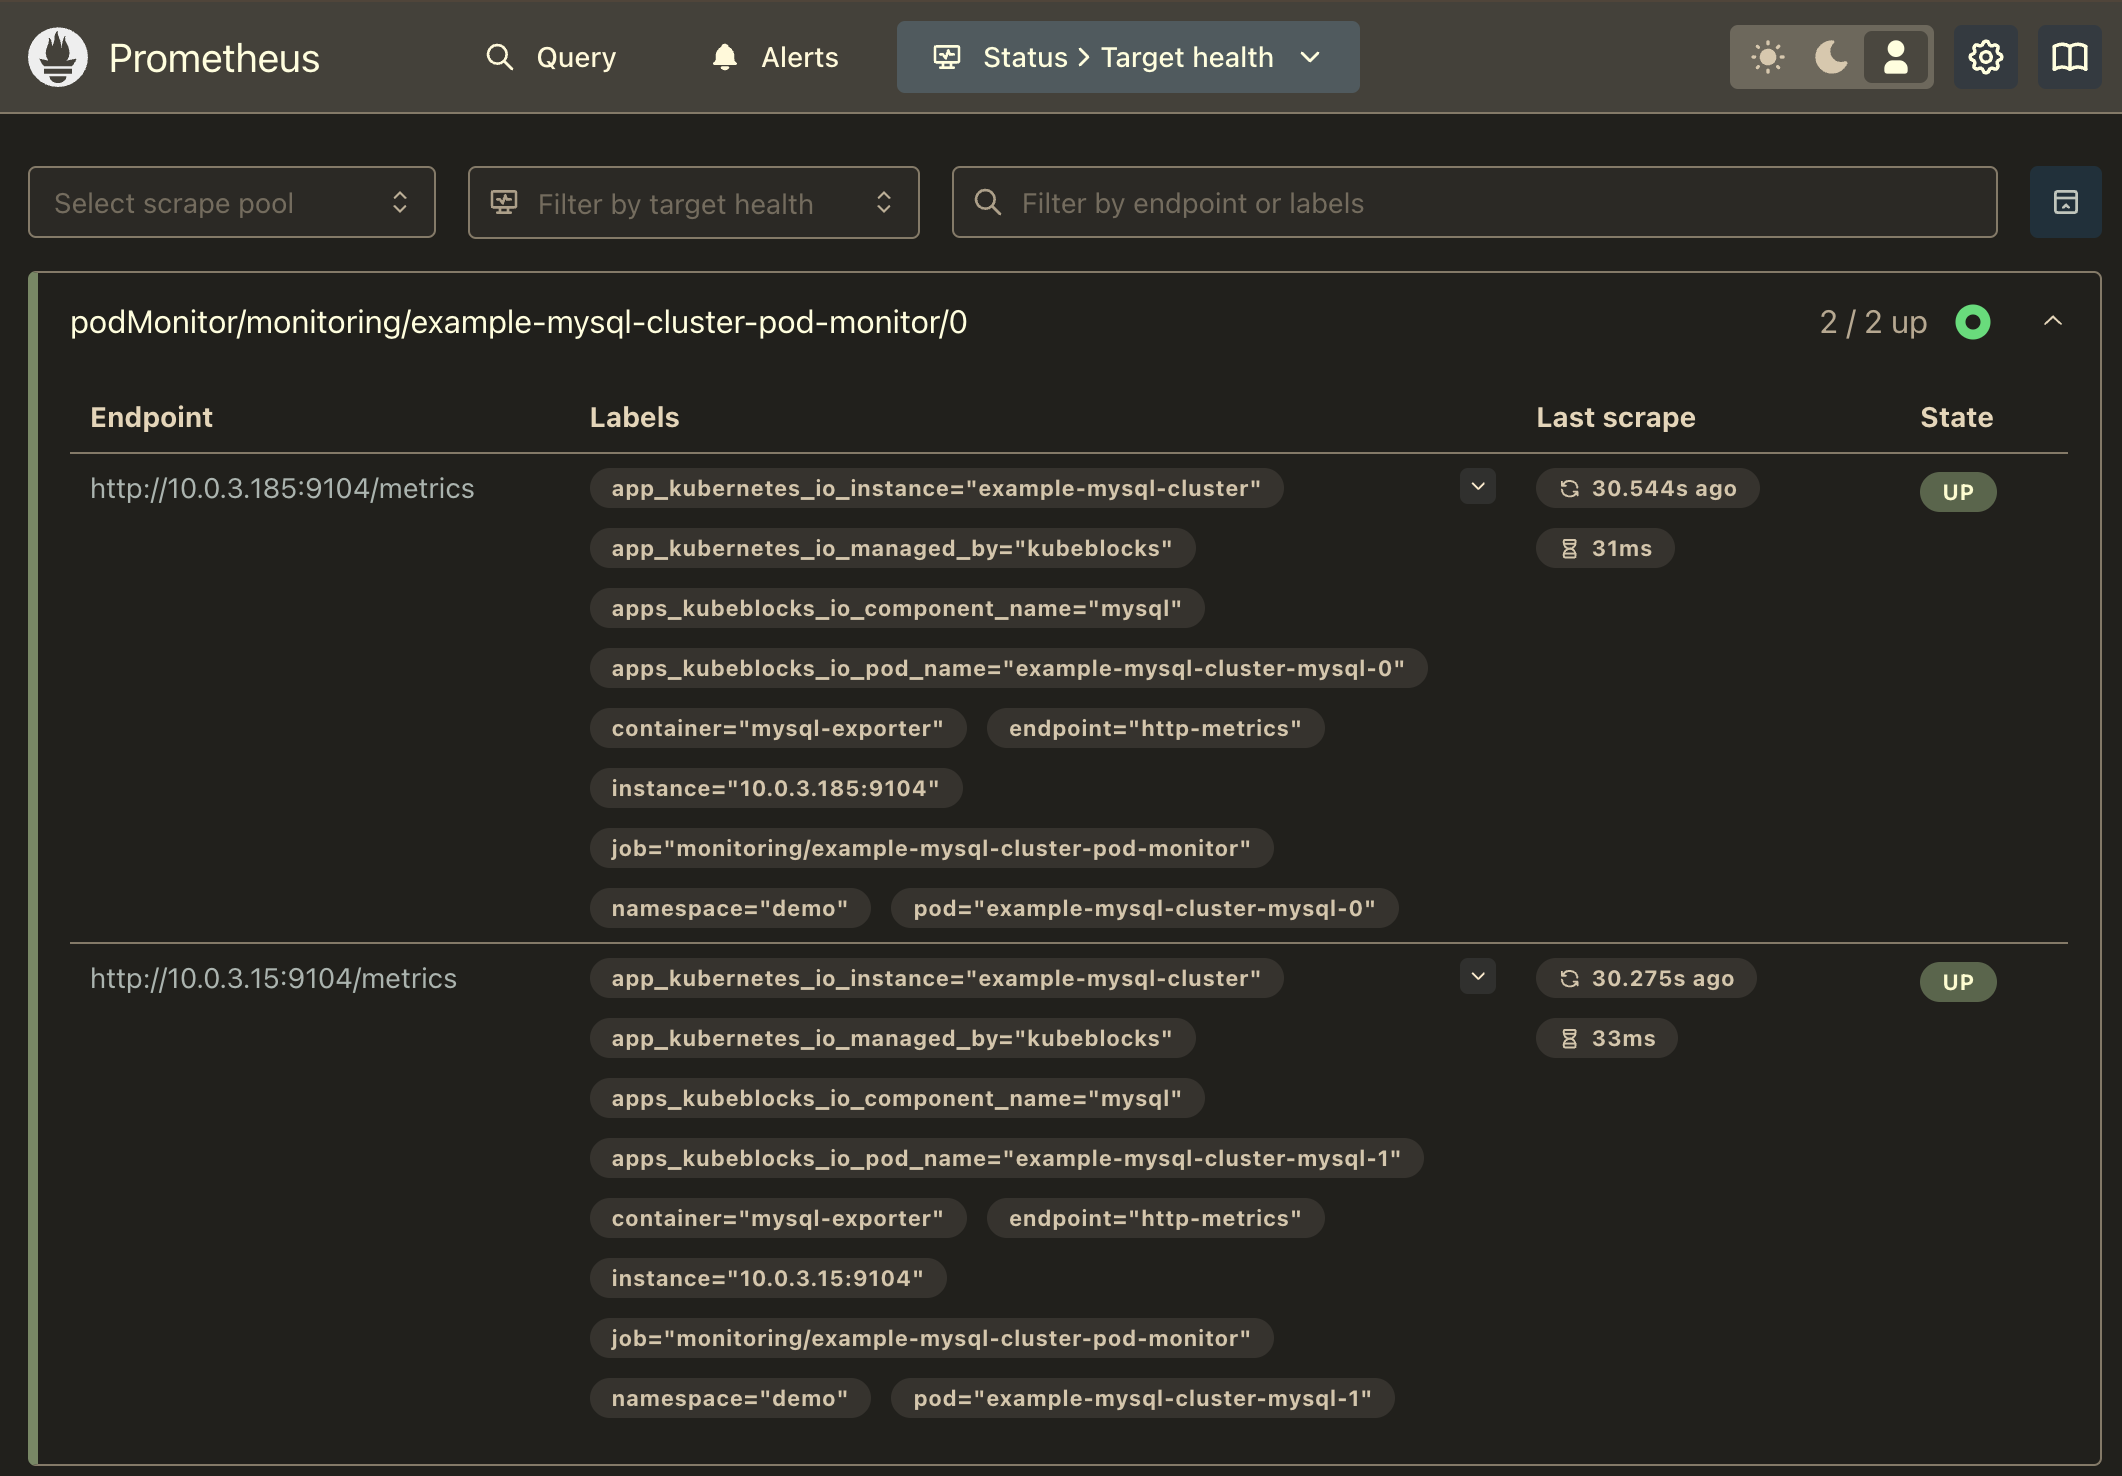 Prometheus Query Alerts Status > Target health
Select scrape pool Filter by target health Filter by endpoint or labels
podMonitor/monitoring/example-mysql-cluster-pod-monitor/0 2 / 2 up
Endpoint Labels Last scrape State
http://10.0.3.185:9104/metrics app_kubernetes_io_instance="example-mysql-cluster" 30.544s ago UP
app_kubernetes_io_managed_by="kubeblocks" 31ms
apps_kubeblocks_io_component_name="mysql"
apps_kubeblocks_io_pod_name="example-mysql-cluster-mysql-0"
container="mysql-exporter" endpoint="http-metrics"
instance="10.0.3.185:9104"
job="monitoring/example-mysql-cluster-pod-monitor"
namespace="demo" pod="example-mysql-cluster-mysql-0"
http://10.0.3.15:9104/metrics app_kubernetes_io_instance="example-mysql-cluster" 30.275s ago UP
app_kubernetes_io_managed_by="kubeblocks" 33ms
apps_kubeblocks_io_component_name="mysql"
apps_kubeblocks_io_pod_name="example-mysql-cluster-mysql-1"
container="mysql-exporter" endpoint="http-metrics"
instance="10.0.3.15:9104"
job="monitoring/example-mysql-cluster-pod-monitor"
namespace="demo" pod="example-mysql-cluster-mysql-1"